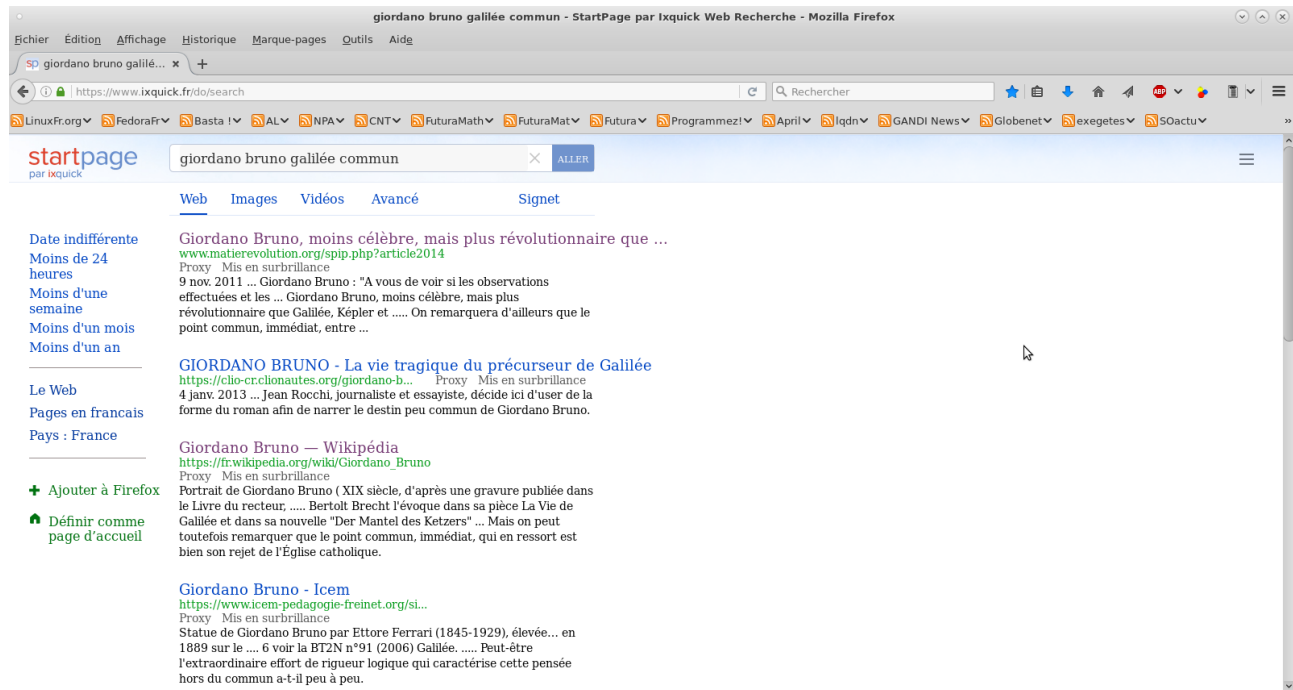 giordano bruno galilée commun - StartPage par Ixquick Web Recherche - Mozilla Firefox
Fichier Édition Affichage Historique Marque-pages Outils Aide
sp giordano bruno galilé... ×
https://www.ixquick.fr/do/search Rechercher ABP
LinuxFr.org FedoraFr Basta ! AL NPA CNT FuturaMath FuturaMat Futura Programmez! April lqdn GANDI News Globenet exegetes SOactu »
startpage
par ixquick
giordano bruno galilée commun
ALLER
Web Images Vidéos Avancé Signet
Date indifférente
Moins de 24
heures
Moins d'une
semaine
Moins d'un mois
Moins d'un an
Le Web
Pages en francais
Pays : France
+ Ajouter à Firefox
Définir comme
page d’accueil
Giordano Bruno, moins célèbre, mais plus révolutionnaire que ...
www.matierevolution.org/spip.php?article2014
Proxy Mis en surbrillance
9 nov. 2011 ... Giordano Bruno : "A vous de voir si les observations
effectuées et les ... Giordano Bruno, moins célèbre, mais plus
révolutionnaire que Galilée, Képler et ..... On remarquera d'ailleurs que le
point commun, immédiat, entre ...
GIORDANO BRUNO - La vie tragique du précurseur de Galilée
https://clio-cr.clionautes.org/giordano-b... Proxy Mis en surbrillance
4 janv. 2013 ... Jean Rocchi, journaliste et essayiste, décide ici d'user de la
forme du roman afin de narrer le destin peu commun de Giordano Bruno.
Giordano Bruno — Wikipédia
https://fr.wikipedia.org/wiki/Giordano_Bruno
Proxy Mis en surbrillance
Portrait de Giordano Bruno ( XIX siècle, d'après une gravure publiée dans
le Livre du recteur, ..... Bertolt Brecht l'évoque dans sa pièce La Vie de
Galilée et dans sa nouvelle "Der Mantel des Ketzers" ... Mais on peut
toutefois remarquer que le point commun, immédiat, qui en ressort est
bien son rejet de l'Église catholique.
Giordano Bruno - Icem
https://www.icem-pedagogie-freinet.org/si...
Proxy Mis en surbrillance
Statue de Giordano Bruno par Ettore Ferrari (1845-1929), élevée... en
1889 sur le .... 6 voir la BT2N n°91 (2006) Galilée. ..... Peut-être
l'extraordinaire effort de rigueur logique qui caractérise cette pensée
hors du commun a-t-il peu à peu.